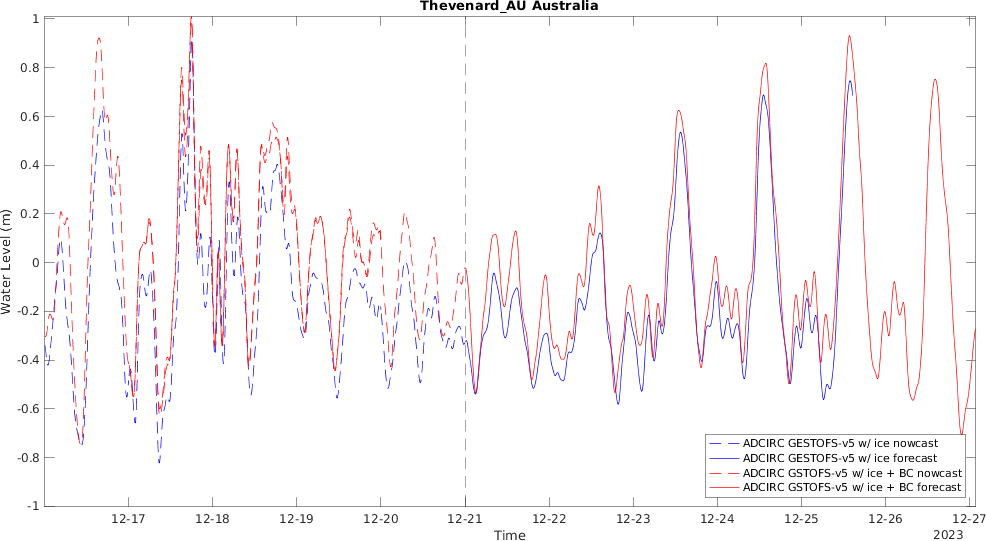 Thevenard_AU Australia
1
0.8
0.6
0.4
0.2
0
-0.2
-0.4
-0.6
-0.8
-1
Water Level (m)
12-17 12-18 12-19 12-20 12-21 12-22 12-23 12-24 12-25 12-26 12-27
Time
2023
ADCIRC GESTOFS-v5 w/ ice nowcast
ADCIRC GESTOFS-v5 w/ ice forecast
ADCIRC GSTOFS-v5 w/ ice + BC nowcast
ADCIRC GSTOFS-v5 w/ ice + BC forecast